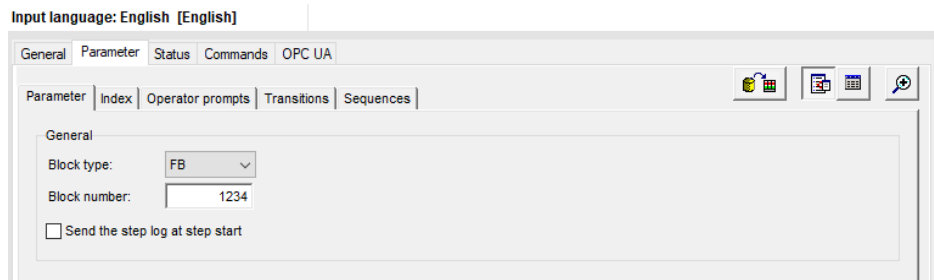 Input language: English [English]
General Parameter Status Commands OPC UA
Parameter Index Operator prompts Transitions Sequences
General
Block type: FB
Block number: 1234
Send the step log at step start